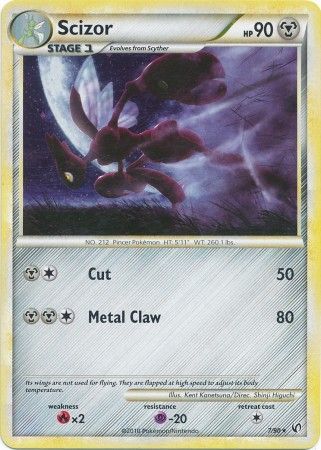 Scizor HP 90
STAGE 1 Evolves from Scyther
NO. 212 Pincer Pokémon HT: 5'11" WT: 260.1 lbs.
Cut 50
Metal Claw 80
Its wings are not used for flying. They are flapped at high speed to adjust its body
temperature.
Illus. Kent Kanetsuna/Dir. Shinji Higuchi
weakness resistance retreat cost
×2 -20
©2010 Pokémon/Nintendo 7/90★